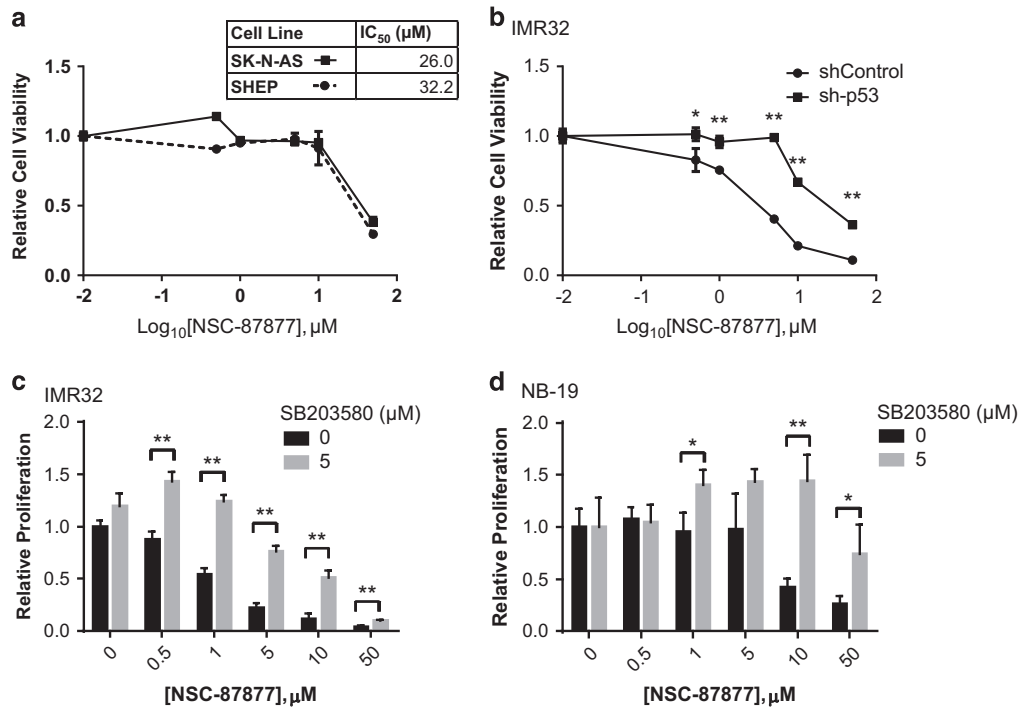 a
Cell Line IC50 (µM)
SK-N-AS 26.0
SHEP 32.2
Relative Cell Viability
1.5
1.0
0.5
0.0
-2 0 1 2
Log10[NSC-87877], µM
b IMR32
shControl
sh-p53
Relative Cell Viability
1.5
1.0
0.5
0.0
* ** ** ** **
-2 0 1 2
Log10[NSC-87877], µM
c IMR32
SB203580 (µM)
0
5
Relative Proliferation
2.0
1.5
1.0
0.5
0.0
** ** ** ** **
0 0.5 1 5 10 50
[NSC-87877], µM
d NB-19
SB203580 (µM)
0
5
Relative Proliferation
2.0
1.5
1.0
0.5
0.0
* ** *
0 0.5 1 5 10 50
[NSC-87877], µM